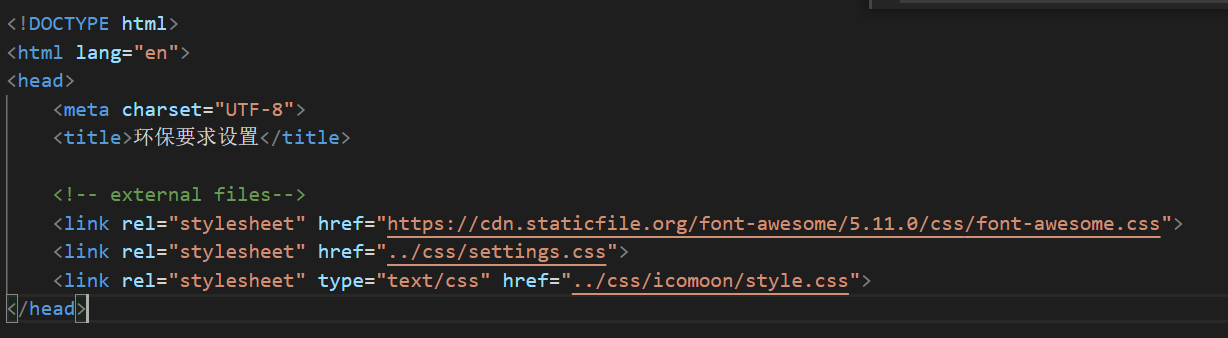 <!DOCTYPE html>
<html lang="en">
<head>
<meta charset="UTF-8">
<title>环保要求设置</title>
<!-- external files-->
<link rel="stylesheet" href="https://cdn.staticfile.org/font-awesome/5.11.0/css/font-awesome.css">
<link rel="stylesheet" href="../css/settings.css">
<link rel="stylesheet" type="text/css" href="../css/icomoon/style.css">
</head>